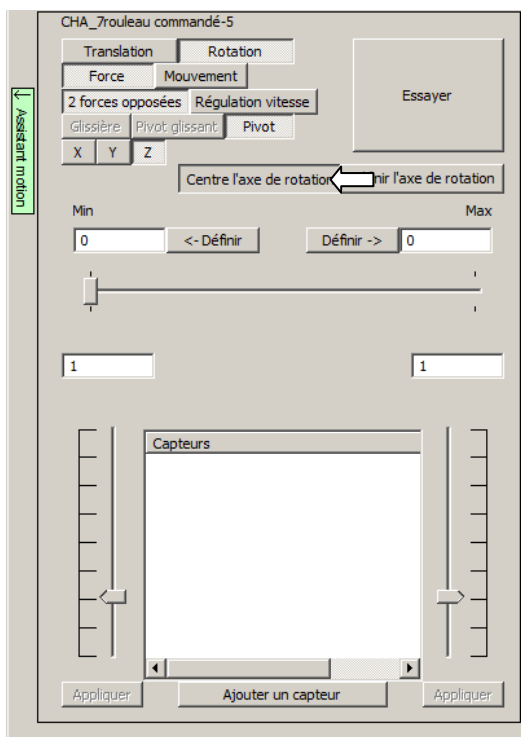 CHA_7rouleau commandé-5
Translation Rotation
Force Mouvement
Essayer
2 forces opposées Régulation vitesse
Glissière Pivot glissant Pivot
X Y Z
↓ Assistant motion
Centre l'axe de rotation nir l'axe de rotation
Min Max
0 <- Définir Définir -> 0
1 1
Capteurs
Appliquer Ajouter un capteur Appliquer